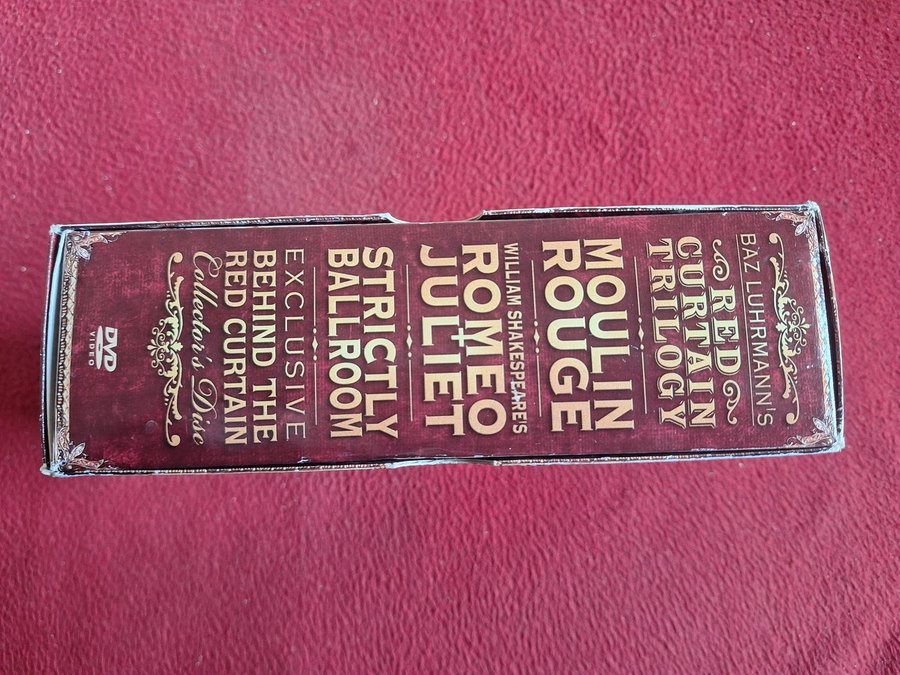 BAZ LUHRMANN'S
RED
CURTAIN
TRILOGY
MOULIN
ROUGE
WILLIAM SHAKESPEARE'S
ROMEO
JULIET
STRICTLY
BALLROOM
EXCLUSIVE
BEHIND THE
RED CURTAIN
Collector's Disc
DVD
VIDEO